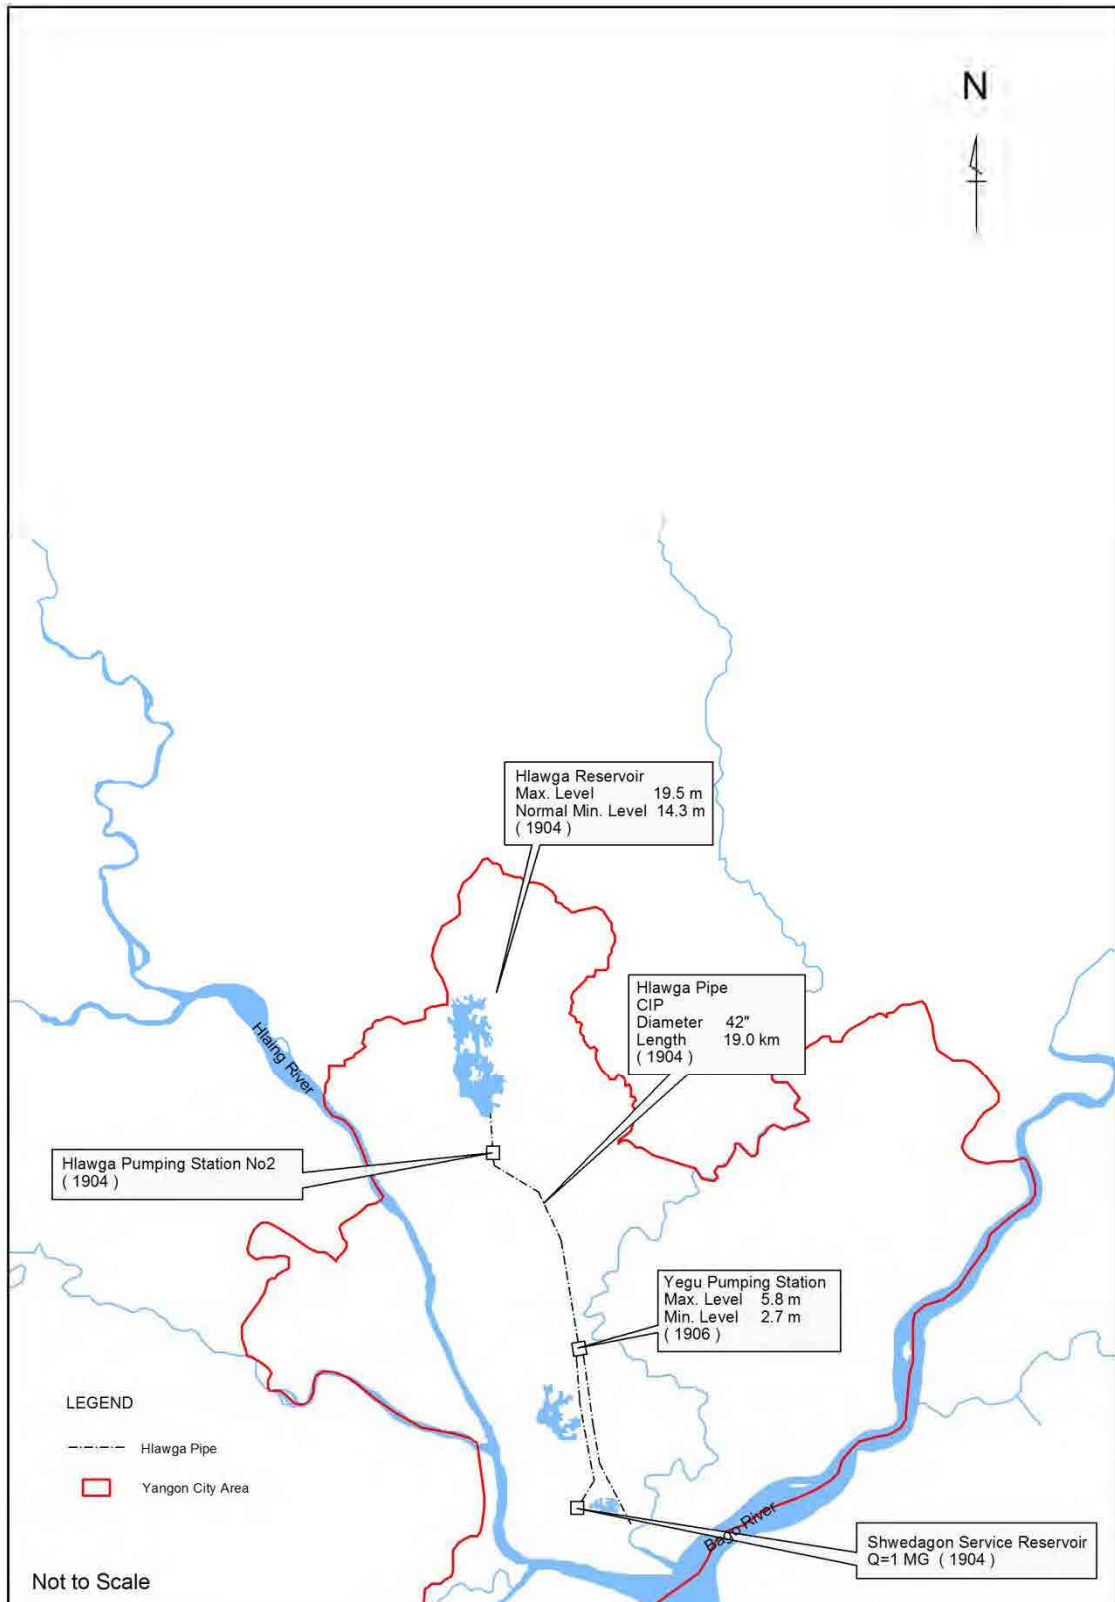 N
Hlawga Reservoir
Max. Level 19.5 m
Normal Min. Level 14.3 m
( 1904 )
Hlawga Pipe
CIP
Diameter 42"
Length 19.0 km
( 1904 )
Hlaing River
Hlawga Pumping Station No2
( 1904 )
Yegu Pumping Station
Max. Level 5.8 m
Min. Level 2.7 m
( 1906 )
LEGEND
Hlawga Pipe
Yangon City Area
Bago River
Shwedagon Service Reservoir
Q=1 MG ( 1904 )
Not to Scale